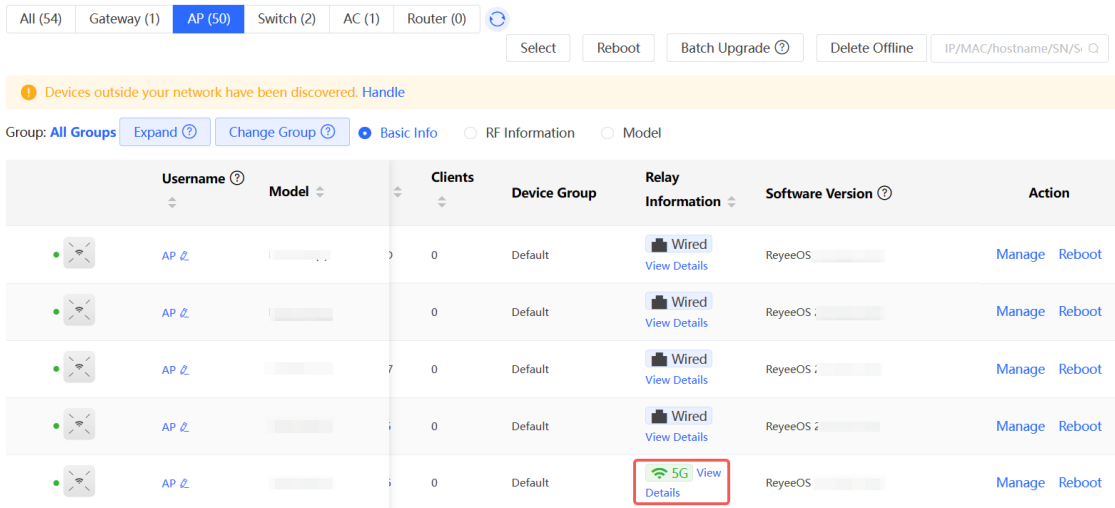 All (54) Gateway (1) AP (50) Switch (2) AC (1) Router (0)
Select Reboot Batch Upgrade Delete Offline IP/MAC/hostname/SN/S
Devices outside your network have been discovered. Handle
Group: All Groups Expand Change Group Basic Info RF Information Model
Username Model Clients Device Group Relay Information Software Version Action
AP 0 Default Wired View Details ReyeeOS Manage Reboot
AP 0 Default Wired View Details ReyeeOS 2 Manage Reboot
AP 7 0 Default Wired View Details ReyeeOS 2 Manage Reboot
AP 0 Default Wired View Details ReyeeOS 2 Manage Reboot
AP 0 Default 5G View Details ReyeeOS Manage Reboot